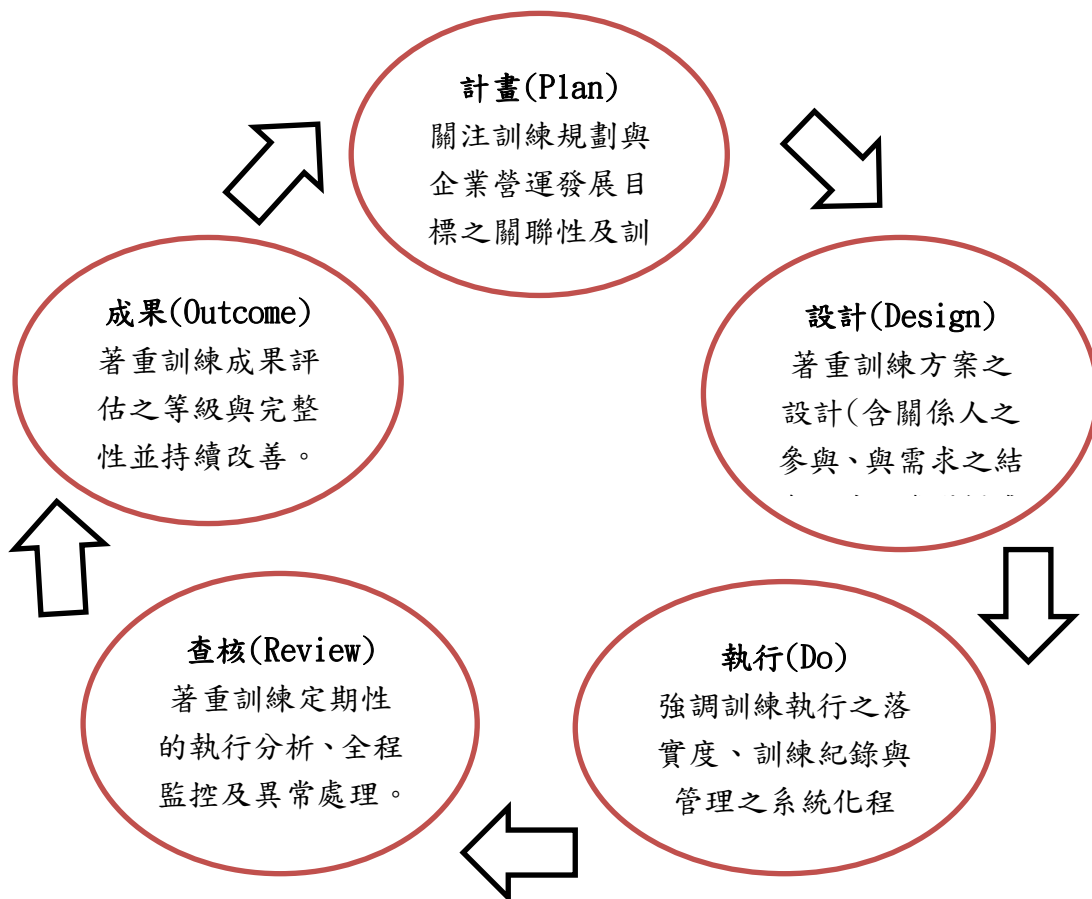 計畫(Plan)
關注訓練規劃與
企業營運發展目
標之關聯性及訓
設計(Design)
著重訓練方案之
設計(含關係人之
參與、與需求之結
執行(Do)
強調訓練執行之落
實度、訓練紀錄與
管理之系統化程
查核(Review)
著重訓練定期性
的執行分析、全程
監控及異常處理。
成果(Outcome)
著重訓練成果評
估之等級與完整
性並持續改善。